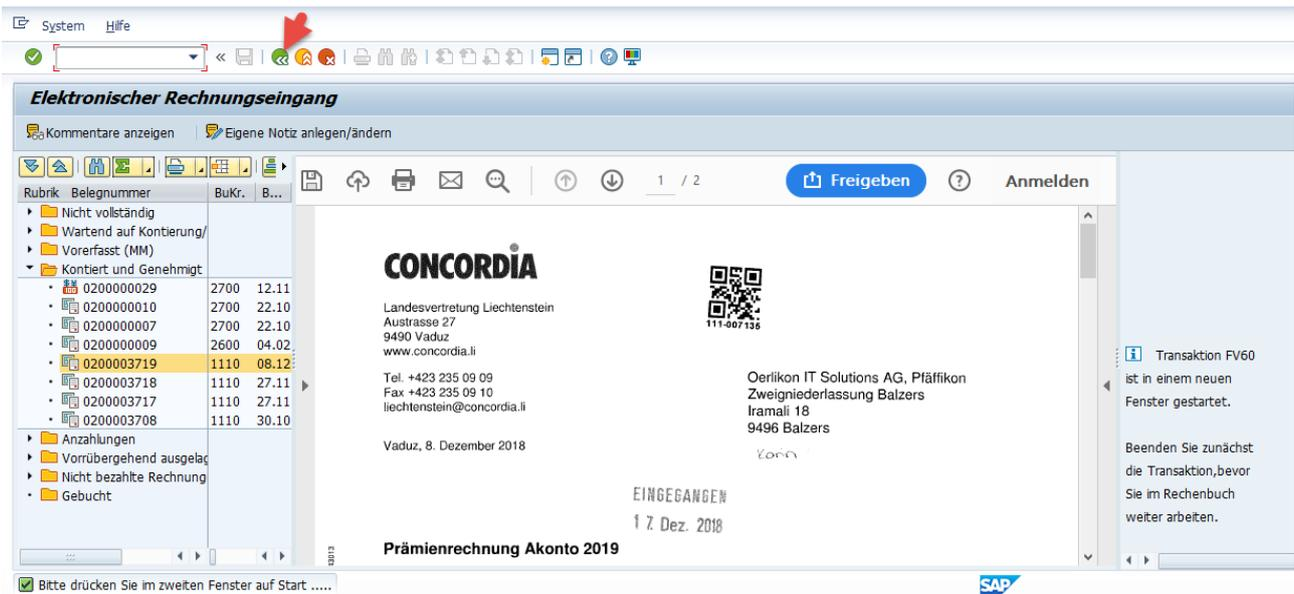 System Hilfe
Elektronischer Rechnungseingang
Kommentare anzeigen Eigene Notiz anlegen/ändern
Rubrik Belegnummer BuKr. B...
Nicht vollständig
Wartend auf Kontierung/
Vorerfasst (MM)
Kontiert und Genehmigt
0200000029 2700 12.11
0200000010 2700 22.10
0200000007 2700 22.10
0200000009 2600 04.02
0200003719 1110 08.12
0200003718 1110 27.11
0200003717 1110 27.11
0200003708 1110 30.10
Anzahlungen
Vorrübergehend ausgelag
Nicht bezahlte Rechnung
Gebucht
1 / 2 Freigeben Anmelden
CONCORDIA
Landesvertretung Liechtenstein
Austrasse 27
9490 Vaduz
www.concordia.li
Tel. +423 235 09 09
Fax +423 235 09 10
liechtenstein@concordia.li
Vaduz, 8. Dezember 2018
111-007135
Oerlikon IT Solutions AG, Pfäffikon
Zweigniederlassung Balzers
Iramali 18
9496 Balzers
EINGEGANGEN
17. Dez. 2018
Prämienrechnung Akonto 2019
Transaktion FV60
ist in einem neuen
Fenster gestartet.
Beenden Sie zunächst
die Transaktion,bevor
Sie im Rechenbuch
weiter arbeiten.
Bitte drücken Sie im zweiten Fenster auf Start .....
SAP